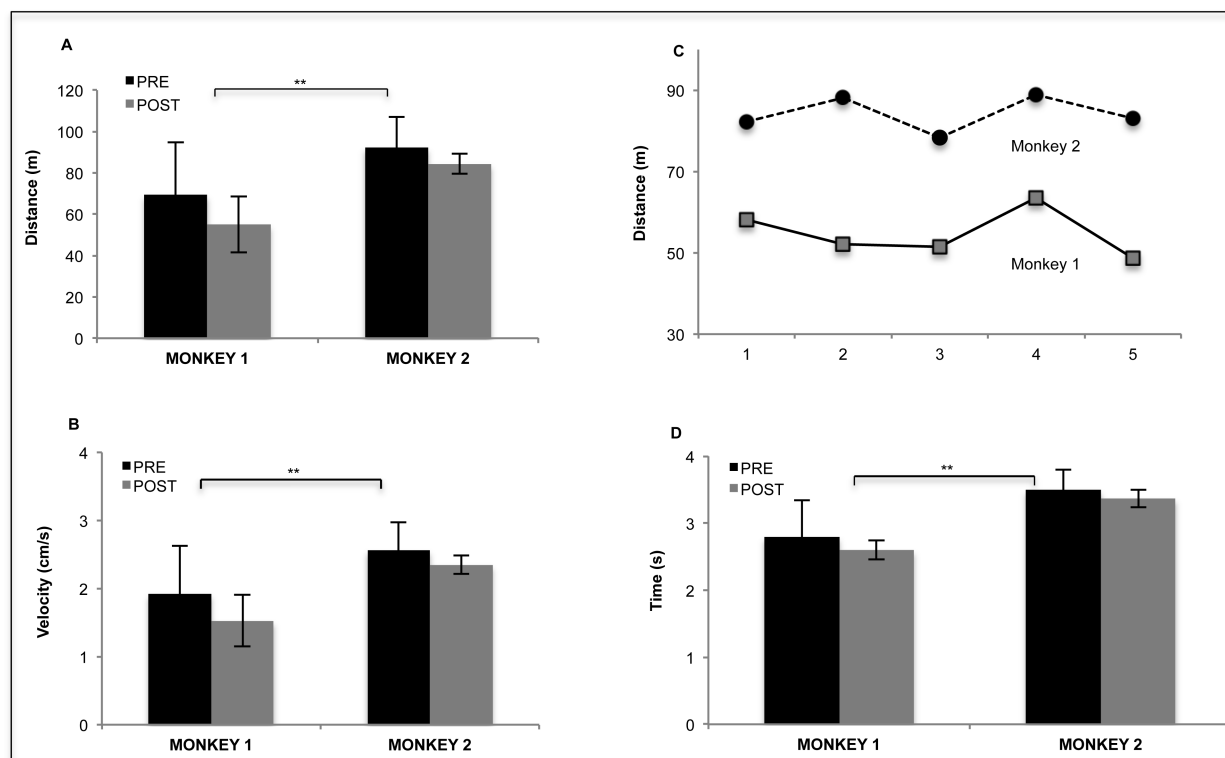 A
PRE
POST
**
120
100
80
60
40
20
0
Distance (m)
MONKEY 1
MONKEY 2
C
90
70
50
30
Distance (m)
Monkey 2
Monkey 1
1 2 3 4 5
B
PRE
POST
**
4
3
2
1
0
Velocity (cm/s)
MONKEY 1
MONKEY 2
D
PRE
POST
**
4
3
2
1
0
Time (s)
MONKEY 1
MONKEY 2